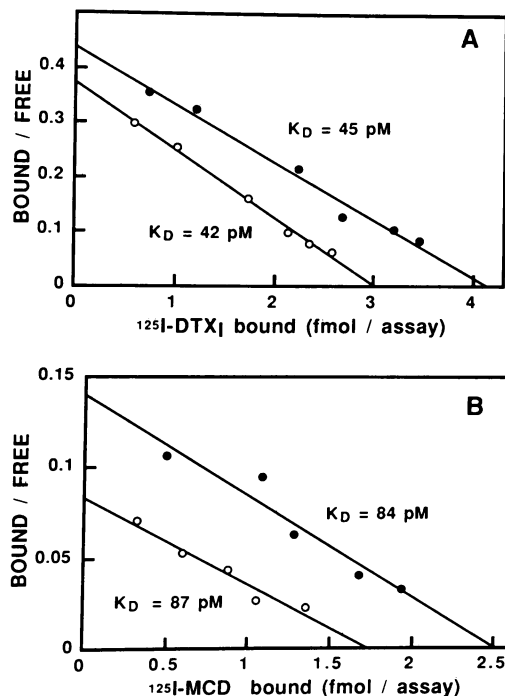 A
BOUND / FREE
0.4
0.3
0.2
0.1
0
K_D = 45 pM
K_D = 42 pM
0 1 2 3 4
¹²⁵I-DTX_I bound (fmol / assay)
B
BOUND / FREE
0.15
0.1
0.05
0
K_D = 84 pM
K_D = 87 pM
0 0.5 1 1.5 2 2.5
¹²⁵I-MCD bound (fmol / assay)